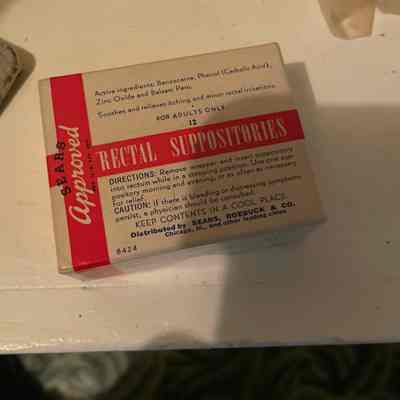 Active ingredients: Benzocaine, Phenol (Carbolic Acid),
Zinc Oxide and Balsam Peru.
Soothes and relieves itching and minor rectal irritations.
FOR ADULTS ONLY
12
RECTAL SUPPOSITORIES
DIRECTIONS: Remove wrapper and insert suppository
into rectum while in a stooping position. Use one sup-
pository morning and evening, or as often as necessary
for relief.
CAUTION: If there is bleeding or distressing symptoms
persist, a physician should be consulted.
KEEP CONTENTS IN A COOL PLACE.
Distributed by SEARS, ROEBUCK & CO.
Chicago, Ill., and other leading cities
8424
SEARS
Approved